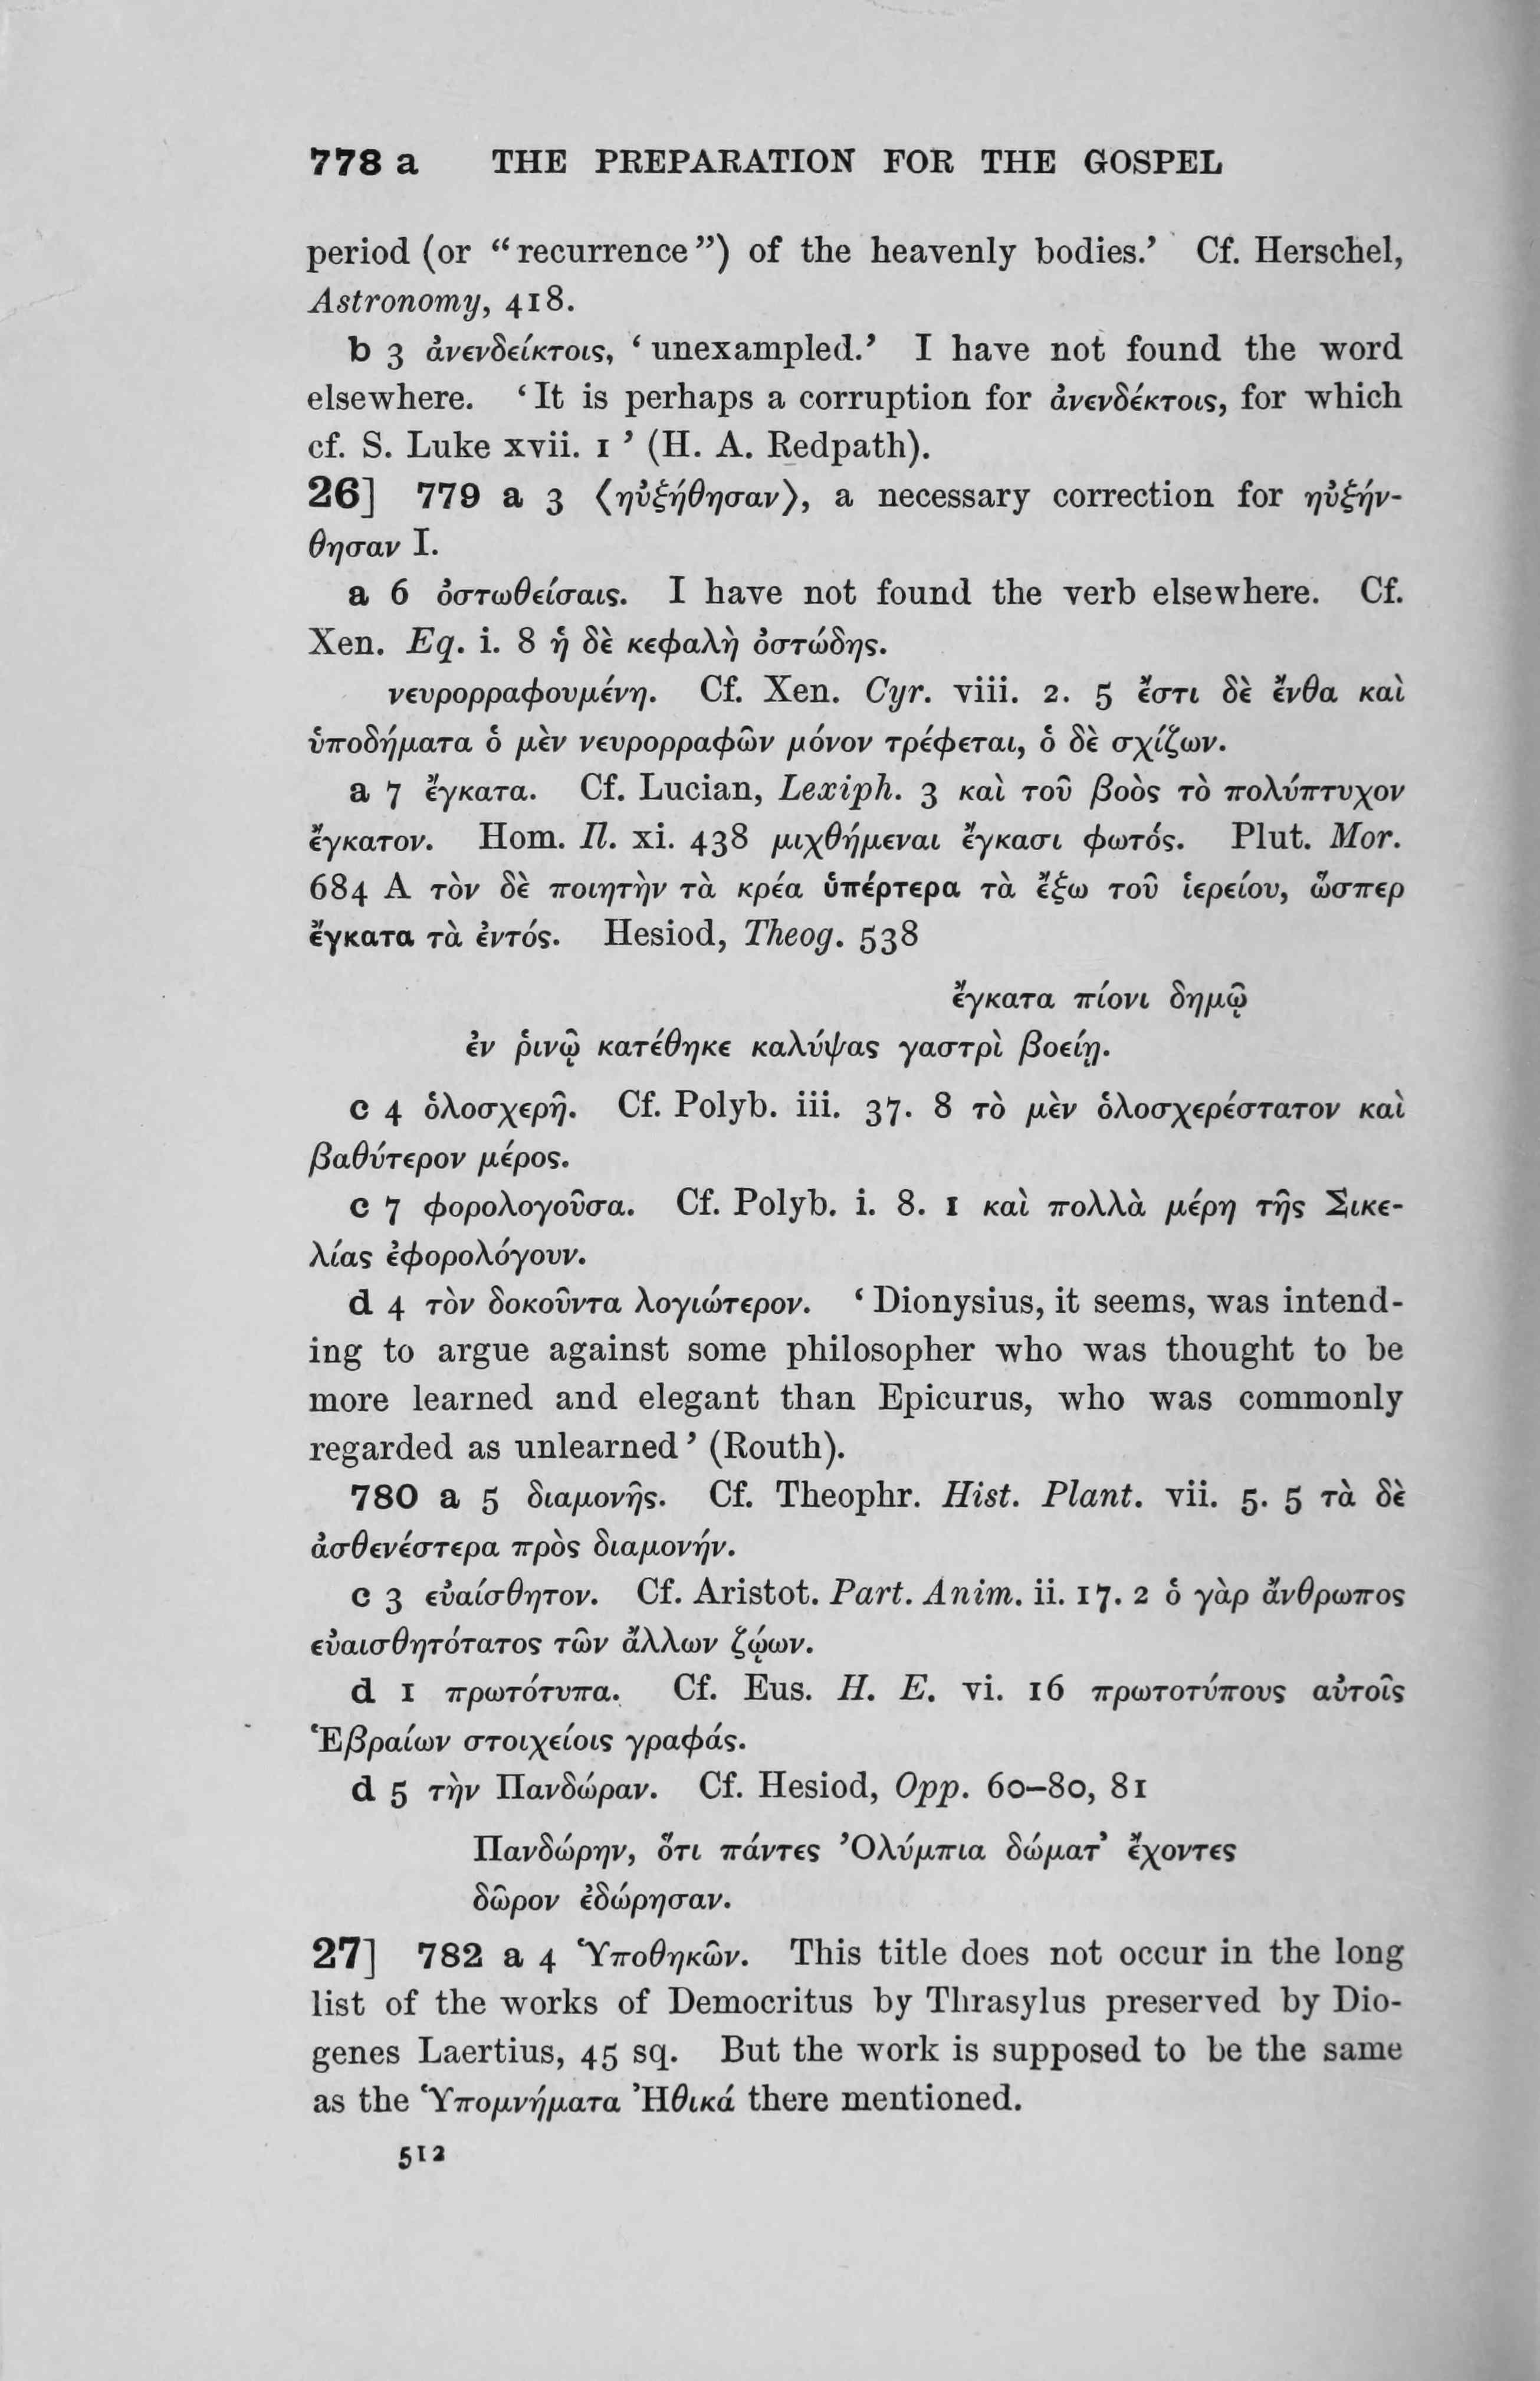 778 a THE PREPARATION FOR THE GOSPEL
period (or “recurrence”) of the heavenly bodies.’ Cf. Herschel,
Astronomy, 418.
b 3 ἀνενδείκτοις, ‘unexampled.’ I have not found the word
elsewhere. ‘It is perhaps a corruption for ἀνενδέκτοις, for which
cf. S. Luke xvii. 1’ (H. A. Redpath).
26] 779 a 3 ⟨ηὐξήθησαν⟩, a necessary correction for ηὐξήν-
θησαν I.
a 6 ὀστωθείσαις. I have not found the verb elsewhere. Cf.
Xen. Eq. i. 8 ἡ δὲ κεφαλὴ ὀστώδης.
νευρορραφουμένη. Cf. Xen. Cyr. viii. 2. 5 ἔστι δὲ ἔνθα καὶ
ὑποδήματα ὁ μὲν νευρορραφῶν μόνον τρέφεται, ὁ δὲ σχίζων.
a 7 ἔγκατα. Cf. Lucian, Lexiph. 3 καὶ τοῦ βοὸς τὸ πολύπτυχον
ἔγκατον. Hom. Il. xi. 438 μιχθήμεναι ἔγκασι φωτός. Plut. Mor.
684 A τὸν δὲ ποιητὴν τὰ κρέα ὑπέρτερα τὰ ἔξω τοῦ ἱερείου, ὥσπερ
ἔγκατα τὰ ἐντός. Hesiod, Theog. 538
ἔγκατα πίονι δημῷ
ἐν ῥινῷ κατέθηκε καλύψας γαστρὶ βοείῃ.
c 4 ὁλοσχερῆ. Cf. Polyb. iii. 37. 8 τὸ μὲν ὁλοσχερέστατον καὶ
βαθύτερον μέρος.
c 7 φορολογοῦσα. Cf. Polyb. i. 8. 1 καὶ πολλὰ μέρη τῆς Σικε-
λίας ἐφορολόγουν.
d 4 τὸν δοκοῦντα λογιώτερον. ‘Dionysius, it seems, was intend-
ing to argue against some philosopher who was thought to be
more learned and elegant than Epicurus, who was commonly
regarded as unlearned’ (Routh).
780 a 5 διαμονῆς. Cf. Theophr. Hist. Plant. vii. 5. 5 τὰ δὲ
ἀσθενέστερα πρὸς διαμονήν.
c 3 εὐαίσθητον. Cf. Aristot. Part. Anim. ii. 17. 2 ὁ γὰρ ἄνθρωπος
εὐαισθητότατος τῶν ἄλλων ζῴων.
d 1 πρωτότυπα. Cf. Eus. H. E. vi. 16 πρωτοτύπους αὐτοῖς
Ἑβραίων στοιχείοις γραφάς.
d 5 τὴν Πανδώραν. Cf. Hesiod, Opp. 60–80, 81
Πανδώρην, ὅτι πάντες Ὀλύμπια δώματ’ ἔχοντες
δῶρον ἐδώρησαν.
27] 782 a 4 Ὑποθηκῶν. This title does not occur in the long
list of the works of Democritus by Thrasylus preserved by Dio-
genes Laertius, 45 sq. But the work is supposed to be the same
as the Ὑπομνήματα Ἠθικά there mentioned.
512